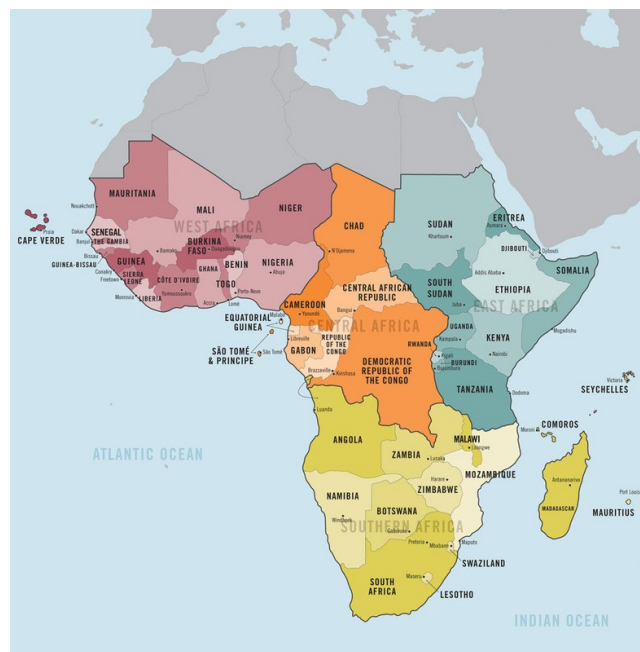 MAURITANIA
MALI
NIGER
WEST AFRICA
Nouakchott
CAPE VERDE
Praia
Dakar
SENEGAL
Banjul
THE GAMBIA
Bissau
GUINEA-BISSAU
GUINEA
Conakry
Freetown
SIERRA
LEONE
Monrovia
LIBERIA
Bamako
BURKINA
FASO
Ouagadougou
Niamey
CÔTE D'IVOIRE
Yamoussoukro
GHANA
Accra
TOGO
Lomé
BENIN
Porto-Novo
NIGERIA
Abuja
CHAD
N'Djamena
CENTRAL AFRICAN
REPUBLIC
Bangui
CAMEROON
Yaoundé
CENTRAL AFRICA
EQUATORIAL
GUINEA
Malabo
SÃO TOMÉ
& PRINCIPE
São Tomé
Libreville
GABON
REPUBLIC
OF THE
CONGO
Brazzaville
Kinshasa
DEMOCRATIC
REPUBLIC OF
THE CONGO
SUDAN
Khartoum
ERITREA
Asmara
DJIBOUTI
Djibouti
SOMALIA
Addis Ababa
ETHIOPIA
EAST AFRICA
SOUTH
SUDAN
Juba
UGANDA
Kampala
KENYA
Nairobi
Mogadishu
RWANDA
Kigali
BURUNDI
Bujumbura
TANZANIA
Dodoma
Victoria
SEYCHELLES
Luanda
ANGOLA
ZAMBIA
Lusaka
MALAWI
Lilongwe
Moroni
COMOROS
MOZAMBIQUE
Harare
ZIMBABWE
NAMIBIA
Windhoek
BOTSWANA
Gaborone
SOUTHERN AFRICA
Pretoria
Mbabane
Maputo
SWAZILAND
SOUTH
AFRICA
Maseru
LESOTHO
Antananarivo
MADAGASCAR
Port Louis
MAURITIUS
ATLANTIC OCEAN
INDIAN OCEAN